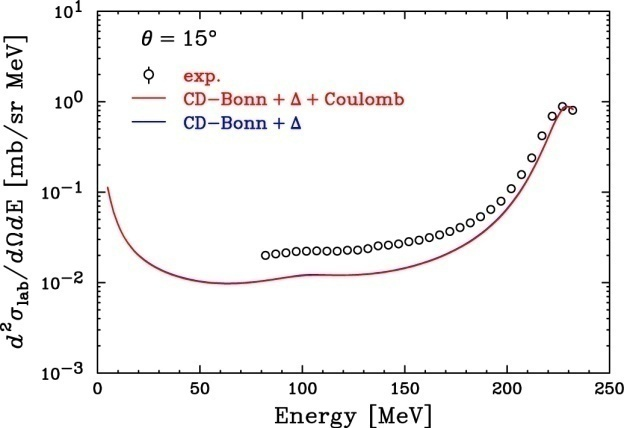 θ = 15°
exp.
CD−Bonn + Δ + Coulomb
CD−Bonn + Δ
d²σlab/dΩdE [mb/sr MeV]
10¹
10⁰
10⁻¹
10⁻²
10⁻³
0 50 100 150 200 250
Energy [MeV]